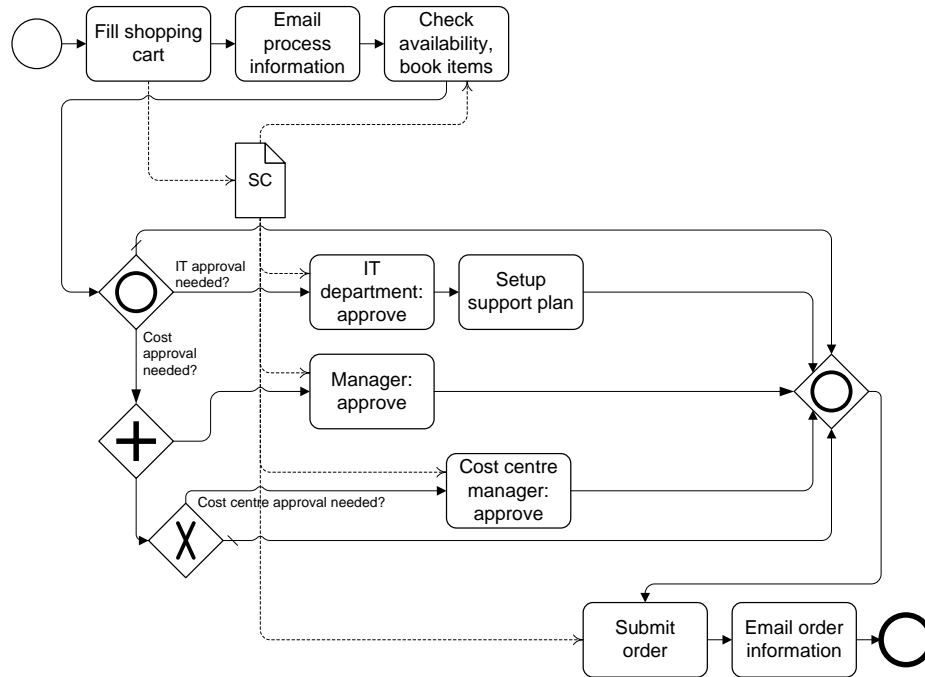 Fill shopping
cart
Email
process
information
Check
availability,
book items
SC
IT approval
needed?
IT
department:
approve
Setup
support plan
Cost
approval
needed?
Manager:
approve
Cost centre approval needed?
Cost centre
manager:
approve
Submit
order
Email order
information